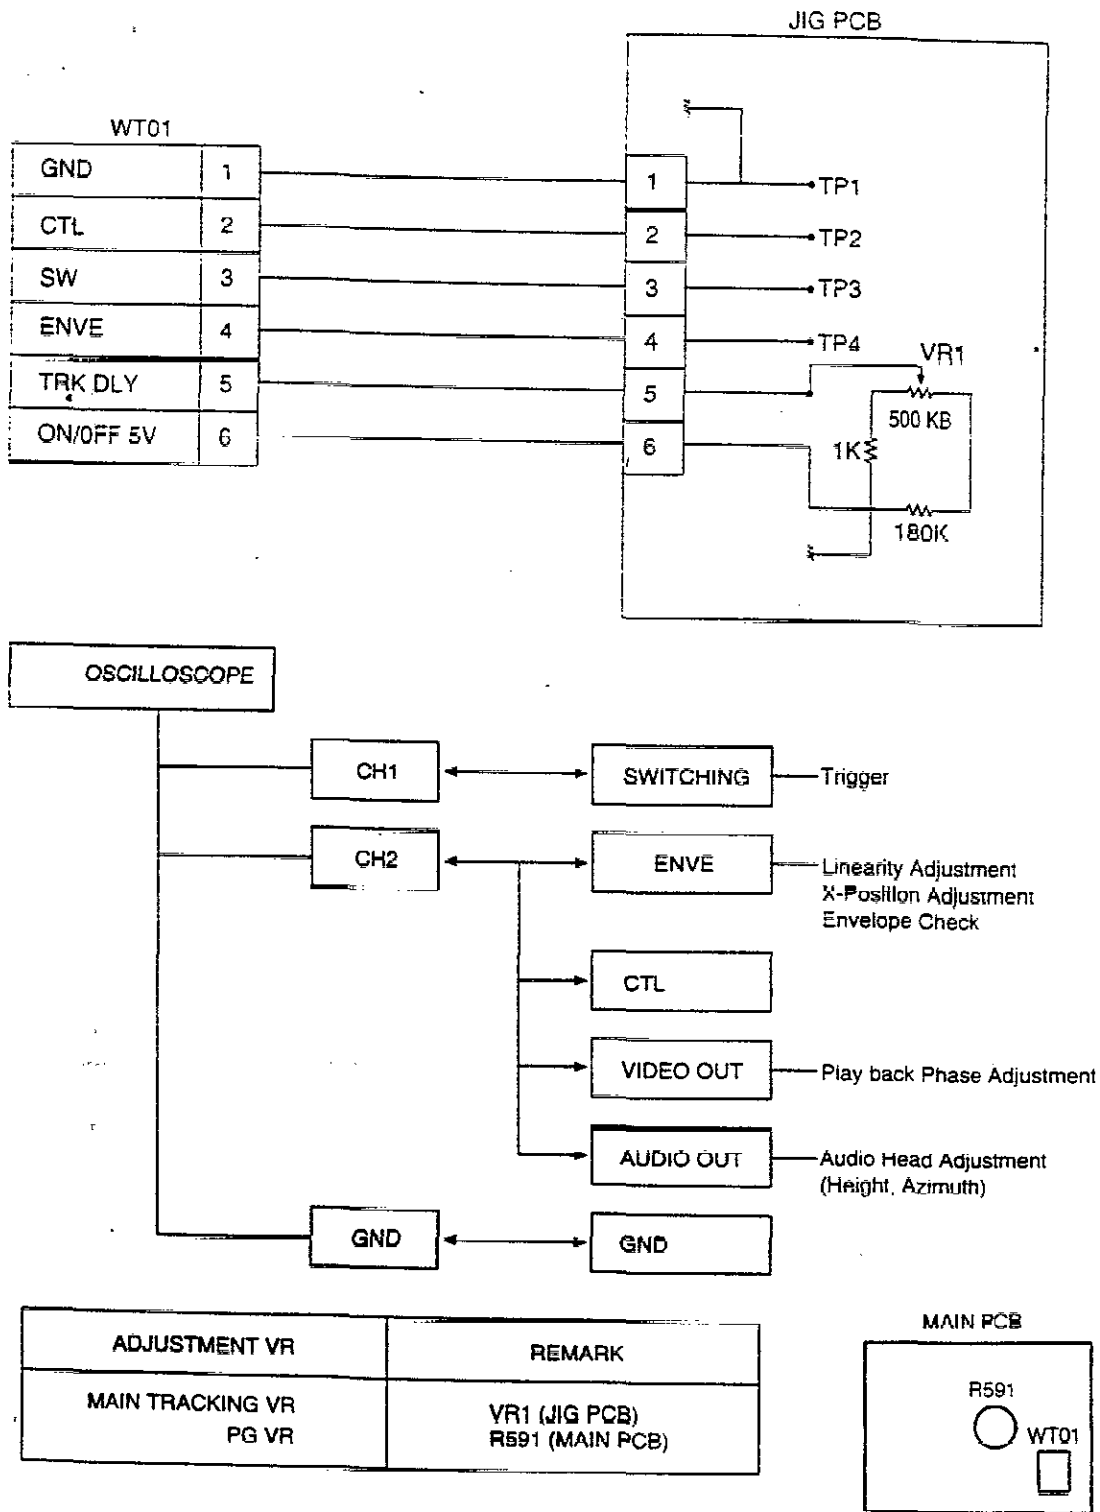 JIG PCB
WT01
GND 1
CTL 2
SW 3
ENVE 4
TRK DLY 5
ON/OFF 5V 6
1 TP1
2 TP2
3 TP3
4 TP4
5
6
VR1
500 KB
1K
180K
OSCILLOSCOPE
CH1 SWITCHING Trigger
CH2 ENVE Linearity Adjustment
X-Position Adjustment
Envelope Check
CTL
VIDEO OUT Play back Phase Adjustment
AUDIO OUT Audio Head Adjustment
(Height, Azimuth)
GND GND
ADJUSTMENT VR REMARK
MAIN TRACKING VR VR1 (JIG PCB)
PG VR R591 (MAIN PCB)
MAIN PCB
R591
WT01